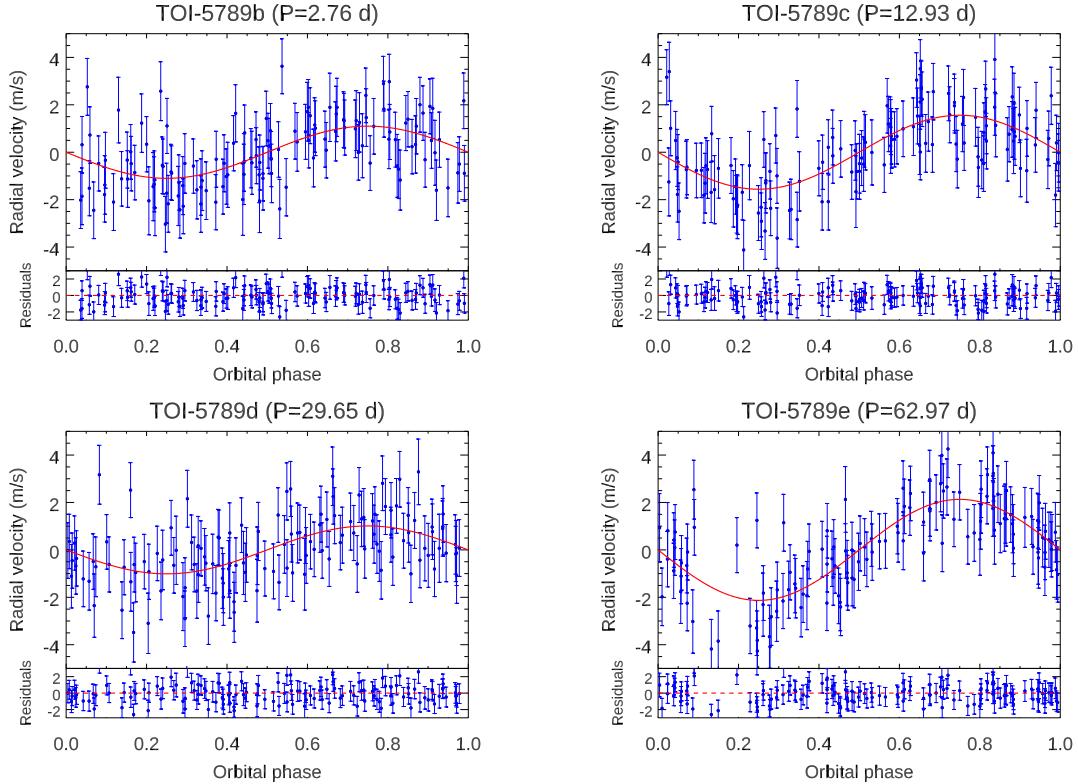 TOI-5789b (P=2.76 d)
Radial velocity (m/s)
4
2
0
-2
-4
Residuals
2
0
-2
0.0 0.2 0.4 0.6 0.8 1.0
Orbital phase
TOI-5789c (P=12.93 d)
Radial velocity (m/s)
4
2
0
-2
-4
Residuals
2
0
-2
0.0 0.2 0.4 0.6 0.8 1.0
Orbital phase
TOI-5789d (P=29.65 d)
Radial velocity (m/s)
4
2
0
-2
-4
Residuals
2
0
-2
0.0 0.2 0.4 0.6 0.8 1.0
Orbital phase
TOI-5789e (P=62.97 d)
Radial velocity (m/s)
4
2
0
-2
-4
Residuals
2
0
-2
0.0 0.2 0.4 0.6 0.8 1.0
Orbital phase